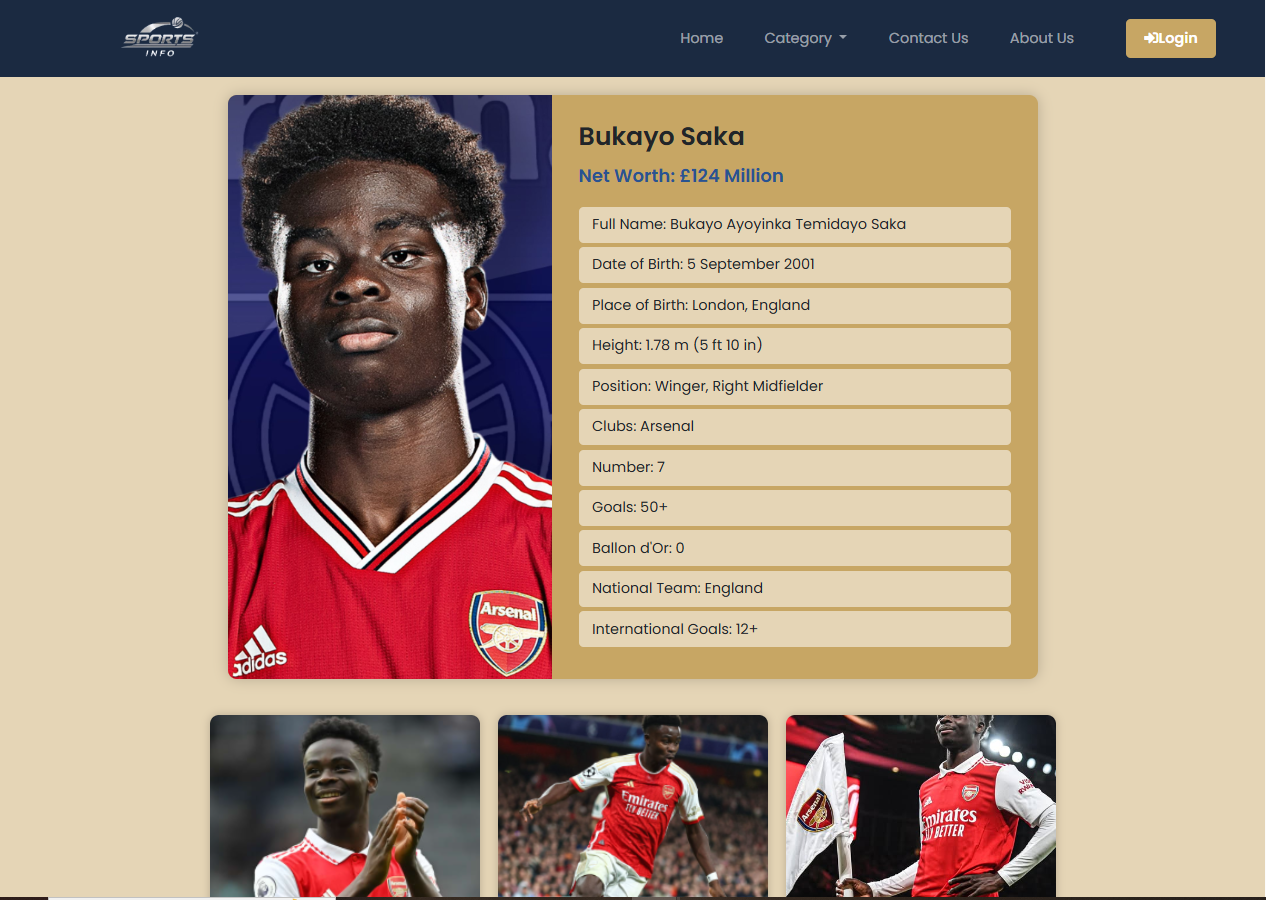 SPORTS
INFO
Home
Category
Contact Us
About Us
Login
Bukayo Saka
Net Worth: £124 Million
Full Name: Bukayo Ayoyinka Temidayo Saka
Date of Birth: 5 September 2001
Place of Birth: London, England
Height: 1.78 m (5 ft 10 in)
Position: Winger, Right Midfielder
Clubs: Arsenal
Number: 7
Goals: 50+
Ballon d'Or: 0
National Team: England
International Goals: 12+
Arsenal
adidas
Emirates
FLY BETTER
Arsenal
Emirates
FLY BETTER